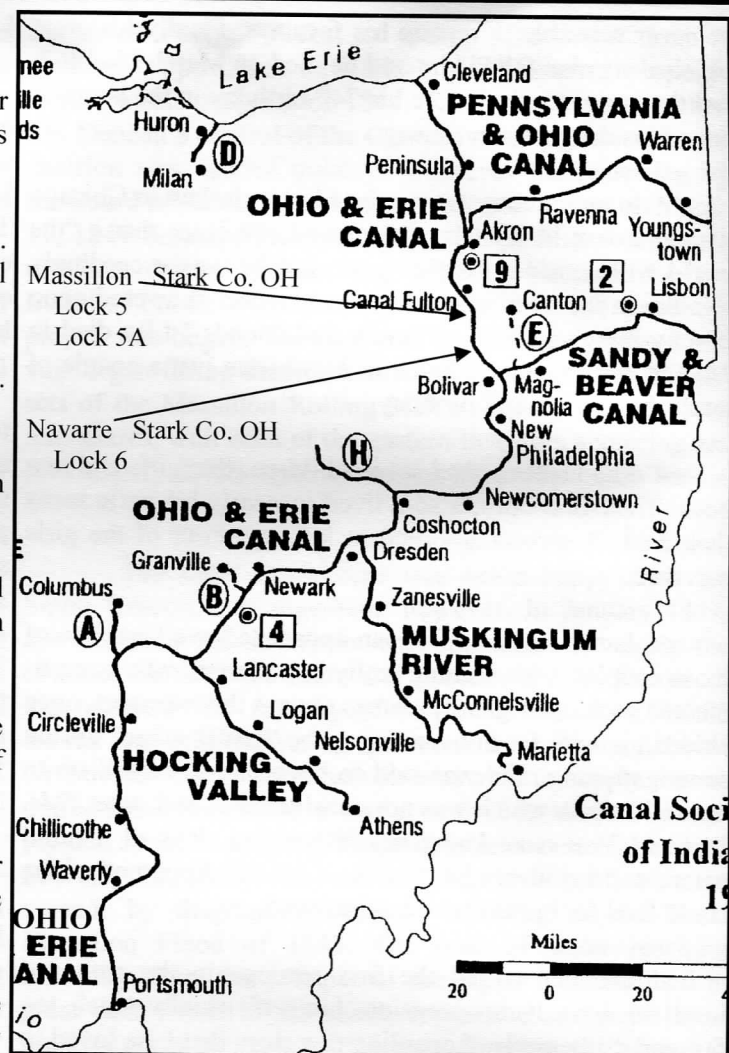 nee
ille
ds
Lake Erie
Cleveland
Huron
D
Milan
PENNSYLVANIA
& OHIO
CANAL
Warren
Peninsula
OHIO & ERIE
CANAL
Ravenna
Youngs-
town
Akron
9
2
Massillon Stark Co. OH
Lock 5
Lock 5A
Canal Fulton
Canton
Lisbon
E
SANDY &
BEAVER
CANAL
Bolivar
Mag-
nolia
New
Philadelphia
Navarre Stark Co. OH
Lock 6
H
Newcomerstown
Coshocton
OHIO & ERIE
CANAL
Dresden
River
Granville
Newark
B
Columbus
A
4
Zanesville
MUSKINGUM
RIVER
Lancaster
McConnelsville
Circleville
Logan
Nelsonville
Marietta
HOCKING
VALLEY
Athens
Chillicothe
Waverly
Canal Soci
of India
19
OHIO
ERIE
ANAL
Miles
20
0
20
4
Portsmouth
io